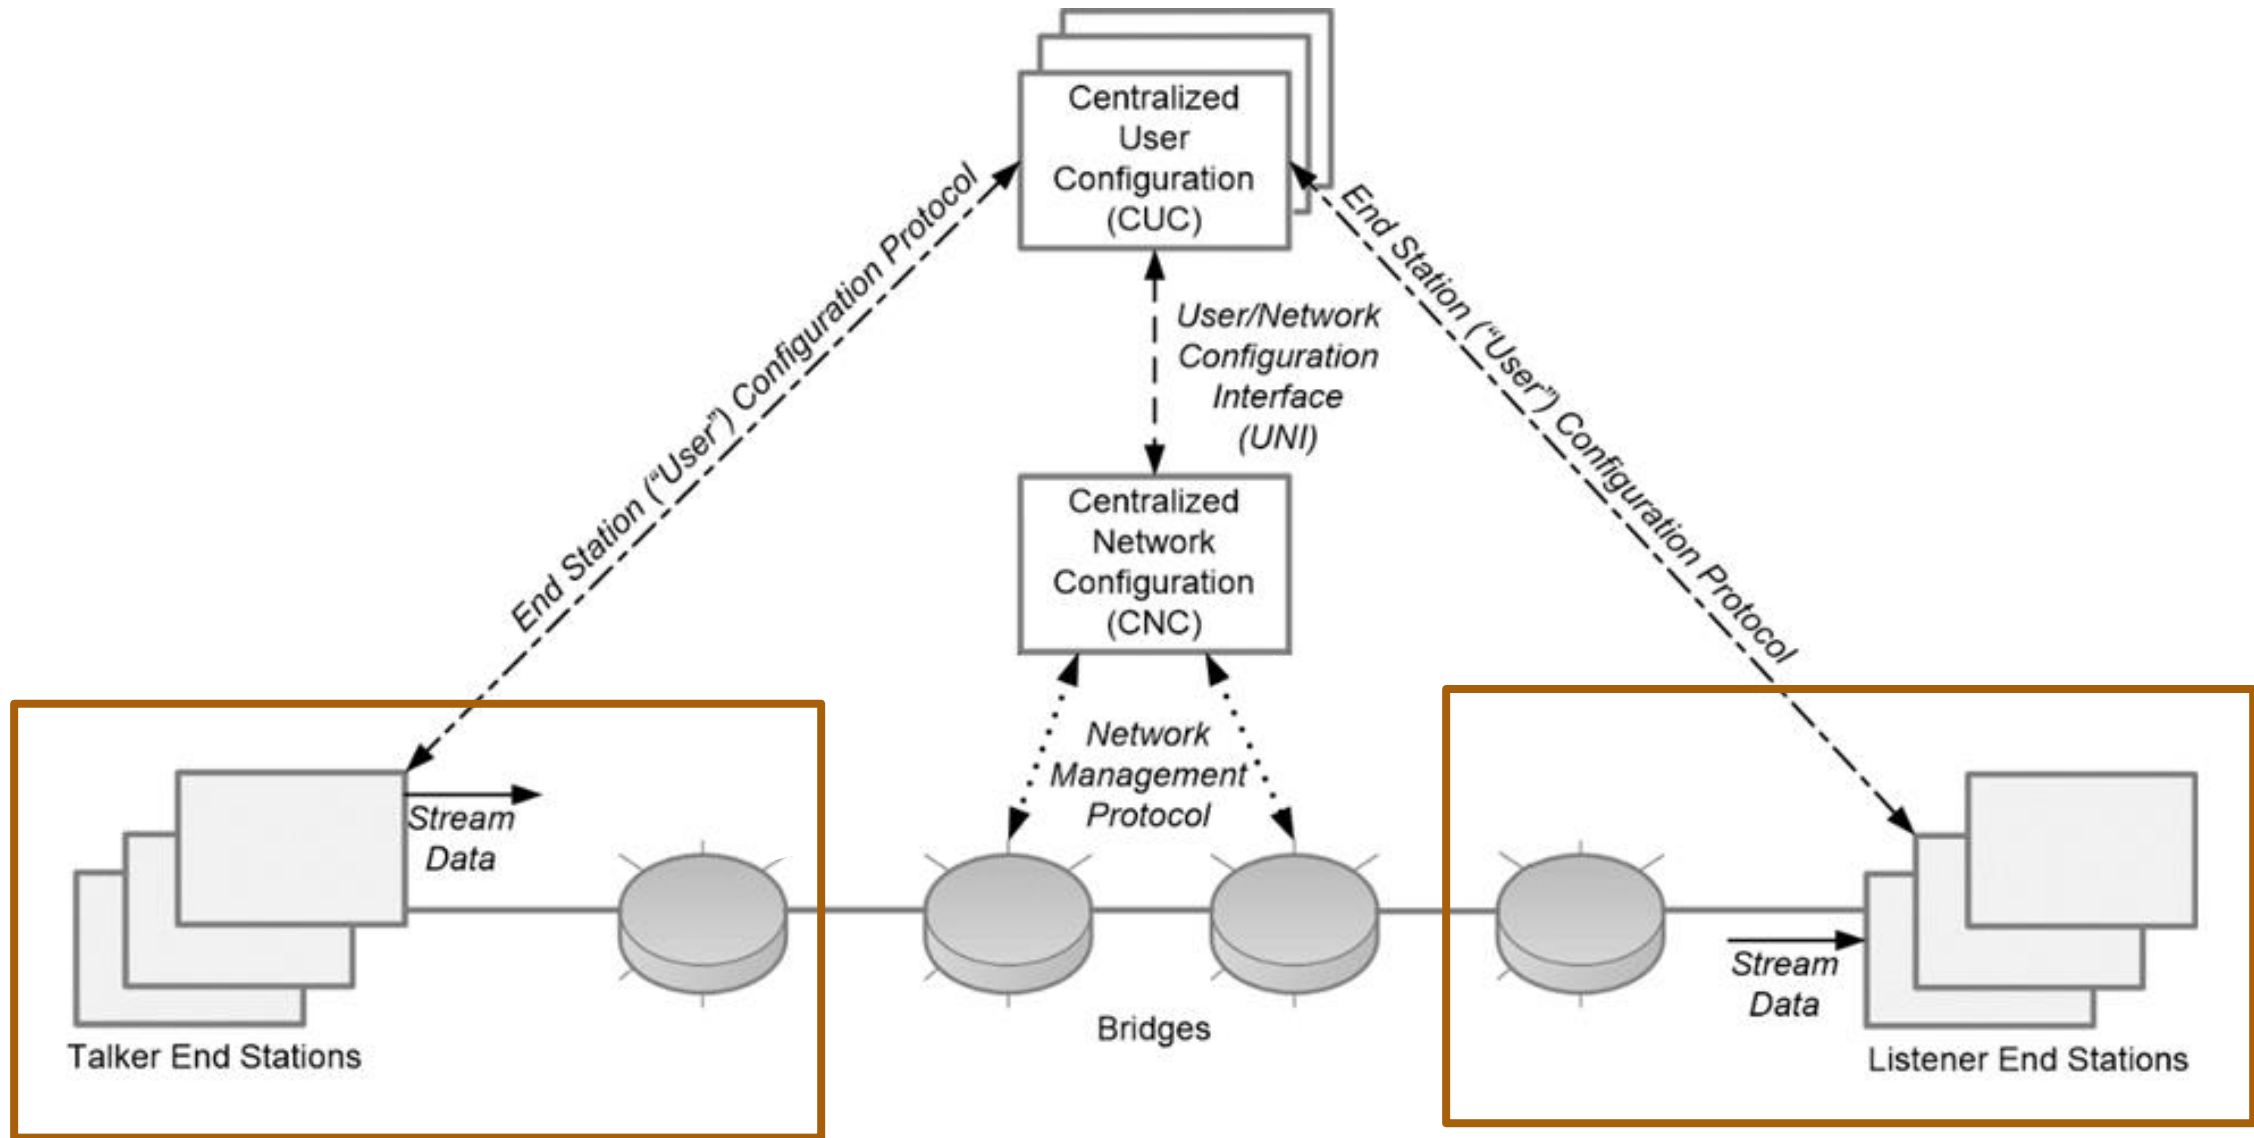 Centralized
User
Configuration
(CUC)
End Station (“User”) Configuration Protocol
End Station (“User”) Configuration Protocol
User/Network
Configuration
Interface
(UNI)
Centralized
Network
Configuration
(CNC)
Network
Management
Protocol
Stream
Data
Stream
Data
Bridges
Talker End Stations
Listener End Stations